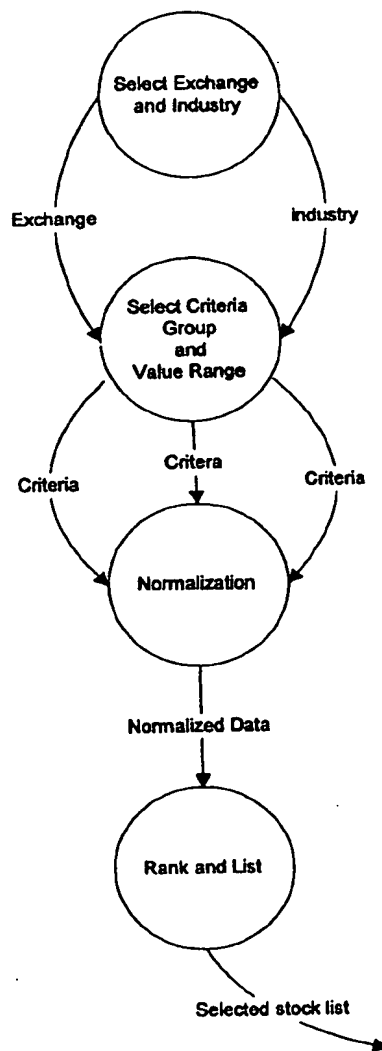 Select Exchange
and Industry
Exchange
Industry
Select Criteria
Group
and
Value Range
Criteria
Critera
Criteria
Normalization
Normalized Data
Rank and List
Selected stock list